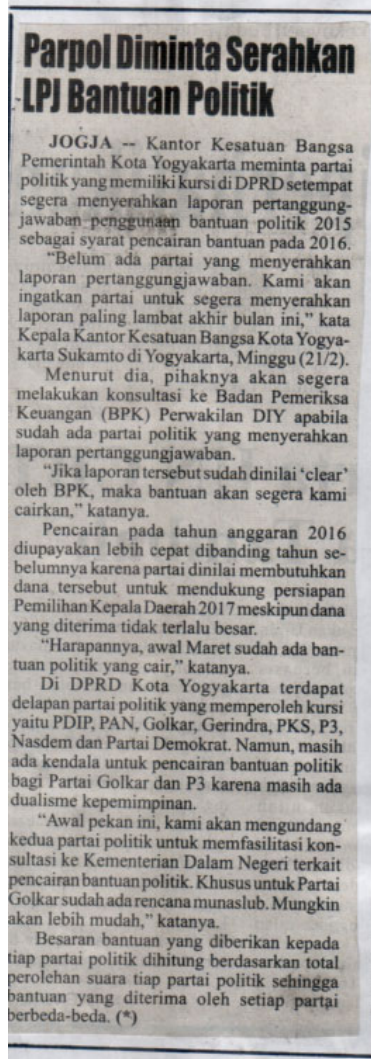 Parpol Diminta Serahkan
LPJ Bantuan Politik
JOGJA -- Kantor Kesatuan Bangsa
Pemerintah Kota Yogyakarta meminta partai
politik yang memiliki kursi di DPRD setempat
segera menyerahkan laporan pertanggung-
jawaban penggunaan bantuan politik 2015
sebagai syarat pencairan bantuan pada 2016.
“Belum ada partai yang menyerahkan
laporan pertanggungjawaban. Kami akan
ingatkan partai untuk segera menyerahkan
laporan paling lambat akhir bulan ini,” kata
Kepala Kantor Kesatuan Bangsa Kota Yogya-
karta Sukamto di Yogyakarta, Minggu (21/2).
Menurut dia, pihaknya akan segera
melakukan konsultasi ke Badan Pemeriksa
Keuangan (BPK) Perwakilan DIY apabila
sudah ada partai politik yang menyerahkan
laporan pertanggungjawaban.
“Jika laporan tersebut sudah dinilai ‘clear’
oleh BPK, maka bantuan akan segera kami
cairkan,” katanya.
Pencairan pada tahun anggaran 2016
diupayakan lebih cepat dibanding tahun se-
belumnya karena partai dinilai membutuhkan
dana tersebut untuk mendukung persiapan
Pemilihan Kepala Daerah 2017 meskipun dana
yang diterima tidak terlalu besar.
“Harapannya, awal Maret sudah ada ban-
tuan politik yang cair,” katanya.
Di DPRD Kota Yogyakarta terdapat
delapan partai politik yang memperoleh kursi
yaitu PDIP, PAN, Golkar, Gerindra, PKS, P3,
Nasdem dan Partai Demokrat. Namun, masih
ada kendala untuk pencairan bantuan politik
bagi Partai Golkar dan P3 karena masih ada
dualisme kepemimpinan.
“Awal pekan ini, kami akan mengundang
kedua partai politik untuk memfasilitasi kon-
sultasi ke Kementerian Dalam Negeri terkait
pencairan bantuan politik. Khusus untuk Partai
Golkar sudah ada rencana munaslub. Mungkin
akan lebih mudah,” katanya.
Besaran bantuan yang diberikan kepada
tiap partai politik dihitung berdasarkan total
perolehan suara tiap partai politik sehingga
bantuan yang diterima oleh setiap partai
berbeda-beda. (*)